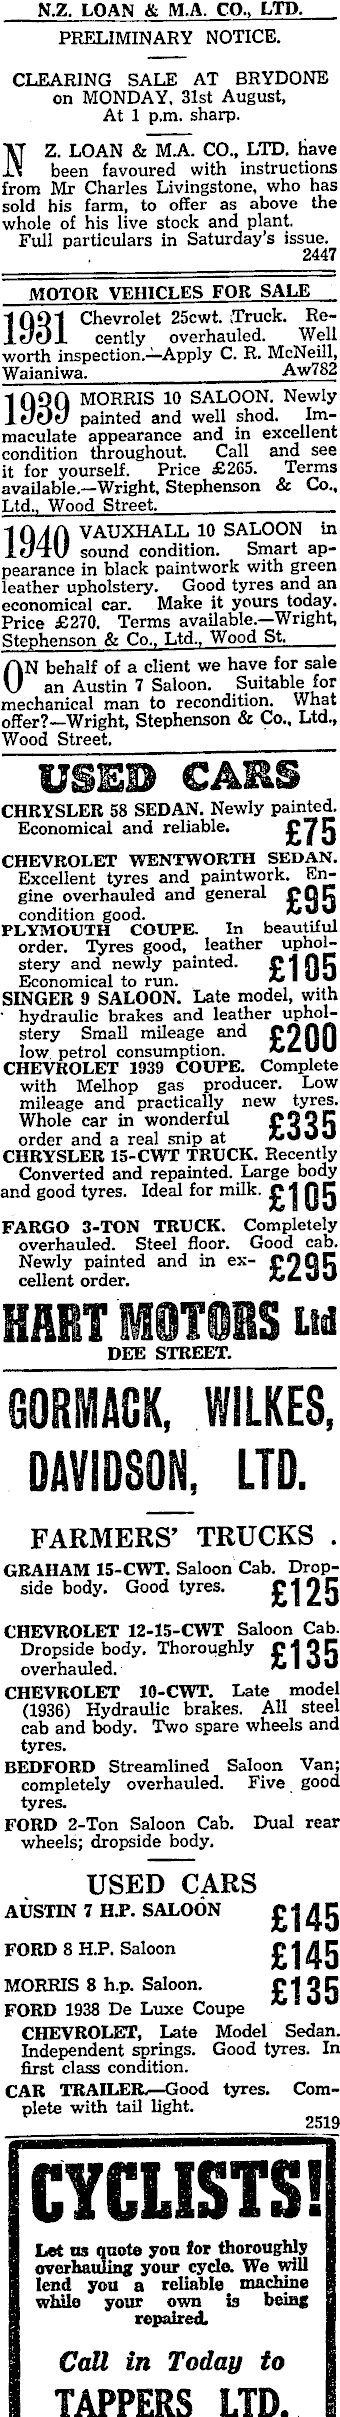 N.Z. LOAN & M.A. CO., LTD.
PRELIMINARY NOTICE.
CLEARING SALE AT BRYDONE
on MONDAY, 31st August,
At 1 p.m. sharp.
N Z. LOAN & M.A. CO., LTD. have
been favoured with instructions
from Mr Charles Livingstone, who has
sold his farm, to offer as above the
whole of his live stock and plant.
Full particulars in Saturday's issue.
2447
MOTOR VEHICLES FOR SALE
1931 Chevrolet 25cwt. Truck. Re-
cently overhauled. Well
worth inspection.—Apply C. R. McNeill,
Waianiwa. Aw782
1939 MORRIS 10 SALOON. Newly
painted and well shod. Im-
maculate appearance and in excellent
condition throughout. Call and see
it for yourself. Price £265. Terms
available.—Wright, Stephenson & Co.,
Ltd., Wood Street.
1940 VAUXHALL 10 SALOON in
sound condition. Smart ap-
pearance in black paintwork with green
leather upholstery. Good tyres and an
economical car. Make it yours today.
Price £270. Terms available.—Wright,
Stephenson & Co., Ltd., Wood St.
ON behalf of a client we have for sale
an Austin 7 Saloon. Suitable for
mechanical man to recondition. What
offer?—Wright, Stephenson & Co., Ltd.,
Wood Street.
USED CARS
CHRYSLER 58 SEDAN. Newly painted.
Economical and reliable. £75
CHEVROLET WENTWORTH SEDAN.
Excellent tyres and paintwork. En-
gine overhauled and general £95
condition good.
PLYMOUTH COUPE. In beautiful
order. Tyres good, leather uphol-
stery and newly painted. £105
Economical to run.
SINGER 9 SALOON. Late model, with
hydraulic brakes and leather uphol-
stery Small mileage and £200
low petrol consumption.
CHEVROLET 1939 COUPE. Complete
with Melhop gas producer. Low
mileage and practically new tyres.
Whole car in wonderful £335
order and a real snip at
CHRYSLER 15-CWT TRUCK. Recently
Converted and repainted. Large body
and good tyres. Ideal for milk. £105
FARGO 3-TON TRUCK. Completely
overhauled. Steel floor. Good cab.
Newly painted and in ex- £295
cellent order.
HART MOTORS Ltd
DEE STREET.
GORMACK, WILKES,
DAVIDSON, LTD.
FARMERS' TRUCKS .
GRAHAM 15-CWT. Saloon Cab. Drop-
side body. Good tyres. £125
CHEVROLET 12-15-CWT Saloon Cab.
Dropside body. Thoroughly £135
overhauled.
CHEVROLET 10-CWT. Late model
(1936) Hydraulic brakes. All steel
cab and body. Two spare wheels and
tyres.
BEDFORD Streamlined Saloon Van;
completely overhauled. Five good
tyres.
FORD 2-Ton Saloon Cab. Dual rear
wheels; dropside body.
USED CARS
AUSTIN 7 H.P. SALOON £145
FORD 8 H.P. Saloon £145
MORRIS 8 h.p. Saloon. £135
FORD 1938 De Luxe Coupe
CHEVROLET, Late Model Sedan.
Independent springs. Good tyres. In
first class condition.
CAR TRAILER.—Good tyres. Com-
plete with tail light.
2519
CYCLISTS!
Let us quote you for thoroughly
overhauling your cycle. We will
lend you a reliable machine
while your own is being
repaired.
Call in Today to
TAPPERS LTD.